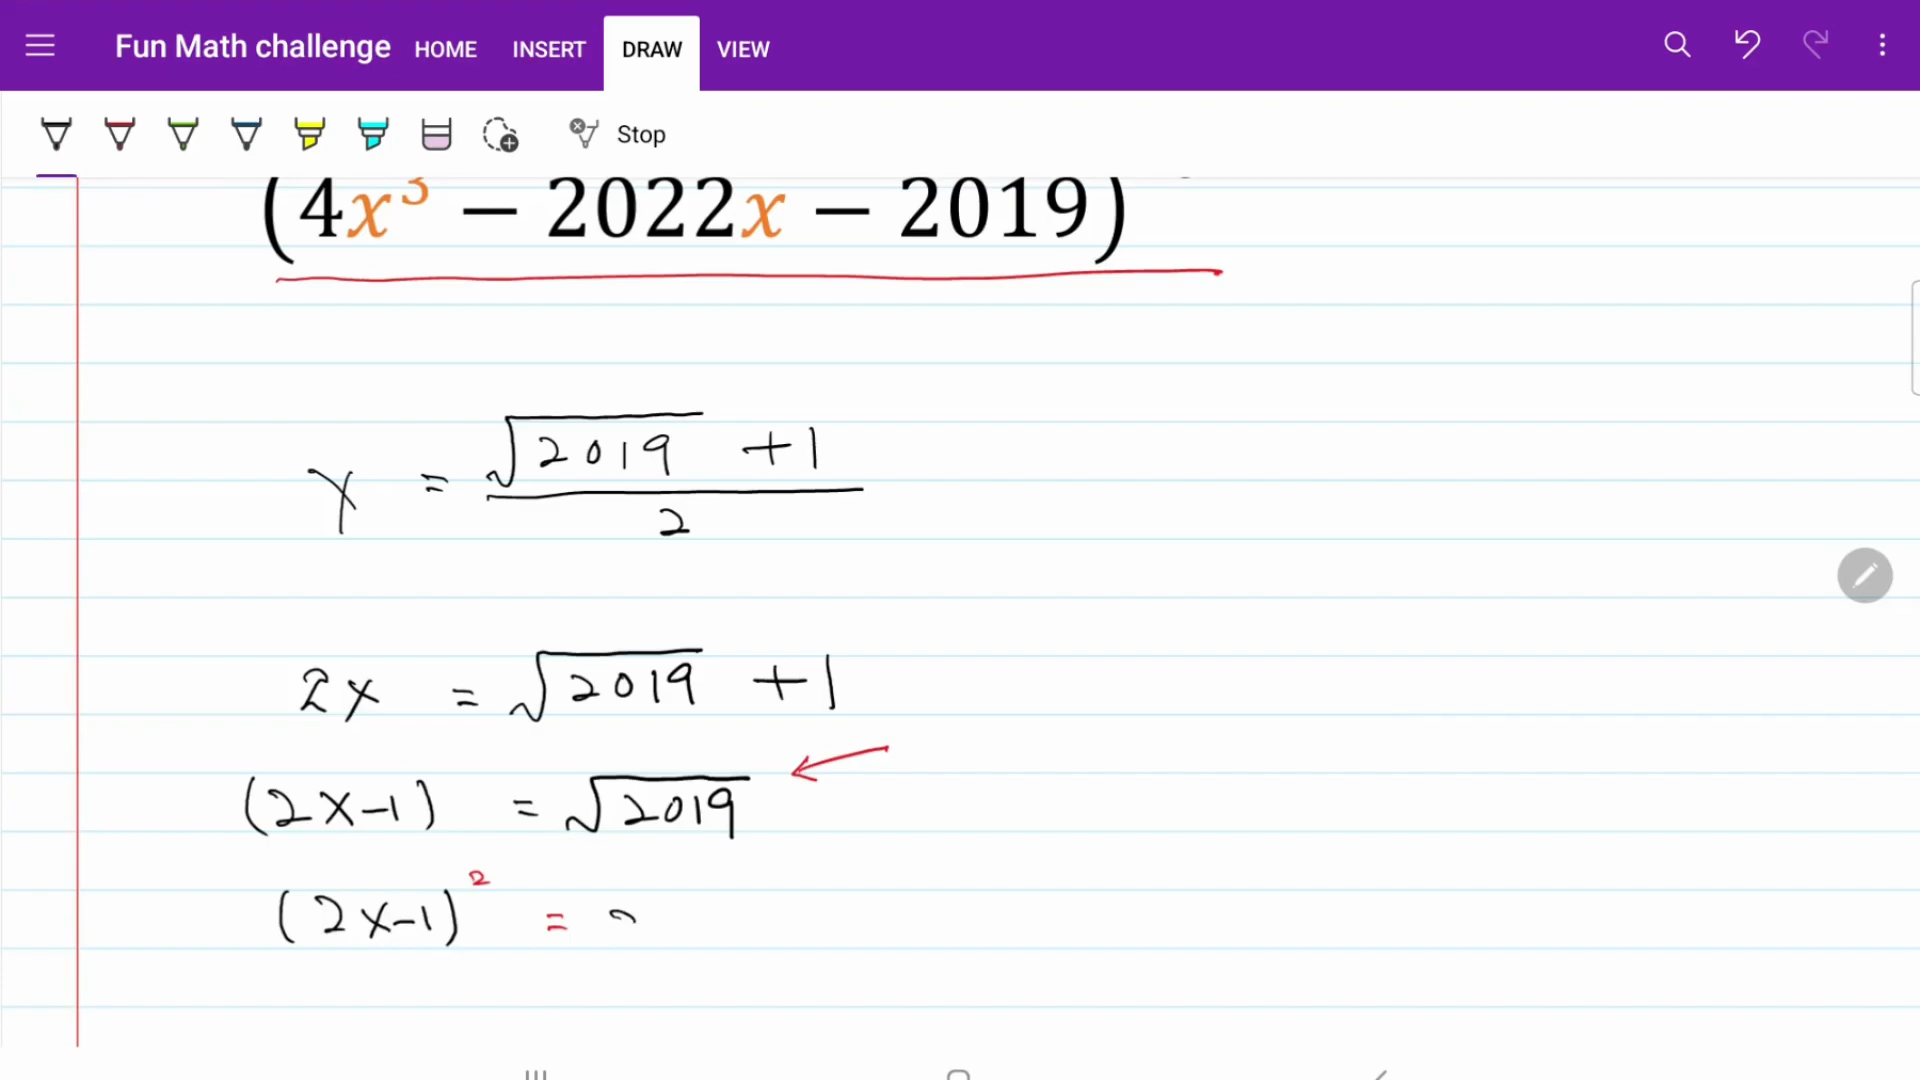 Fun Math challenge HOME INSERT DRAW VIEW
Stop
(4x³ − 2022x − 2019)
x = (√2019 + 1) / 2
2x = √2019 + 1
(2x-1) = √2019
(2x-1)² =